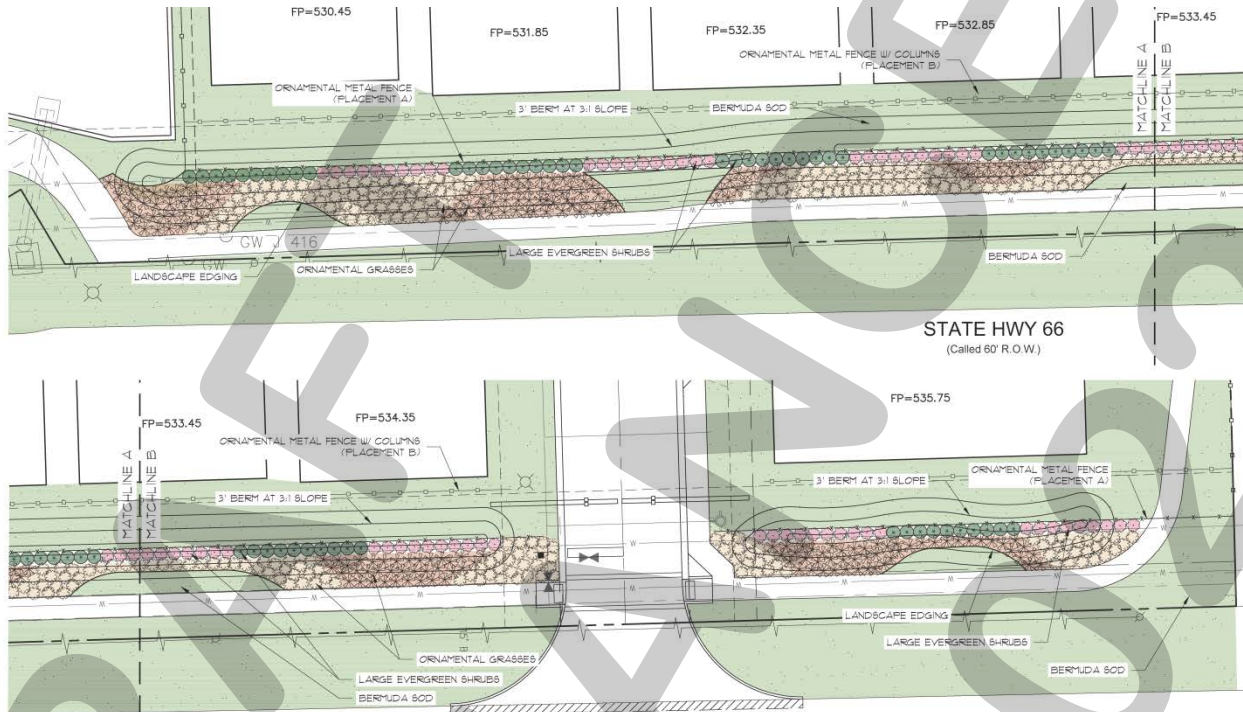 FP=530.45
FP=531.85
FP=532.35
FP=532.85
FP=533.45
ORNAMENTAL METAL FENCE W/ COLUMNS
(PLACEMENT B)
MATCHLINE A
MATCHLINE B
ORNAMENTAL METAL FENCE
(PLACEMENT A)
3' BERM AT 3:1 SLOPE
BERMUDA SOD
GW J 416
LANDSCAPE EDGING
ORNAMENTAL GRASSES
LARGE EVERGREEN SHRUBS
BERMUDA SOD
STATE HWY 66
(Called 60' R.O.W.)
FP=533.45
FP=534.35
FP=535.75
ORNAMENTAL METAL FENCE W/ COLUMNS
(PLACEMENT B)
MATCHLINE A
MATCHLINE B
3' BERM AT 3:1 SLOPE
3' BERM AT 3:1 SLOPE
ORNAMENTAL METAL FENCE
(PLACEMENT A)
LANDSCAPE EDGING
LARGE EVERGREEN SHRUBS
BERMUDA SOD
ORNAMENTAL GRASSES
LARGE EVERGREEN SHRUBS
BERMUDA SOD